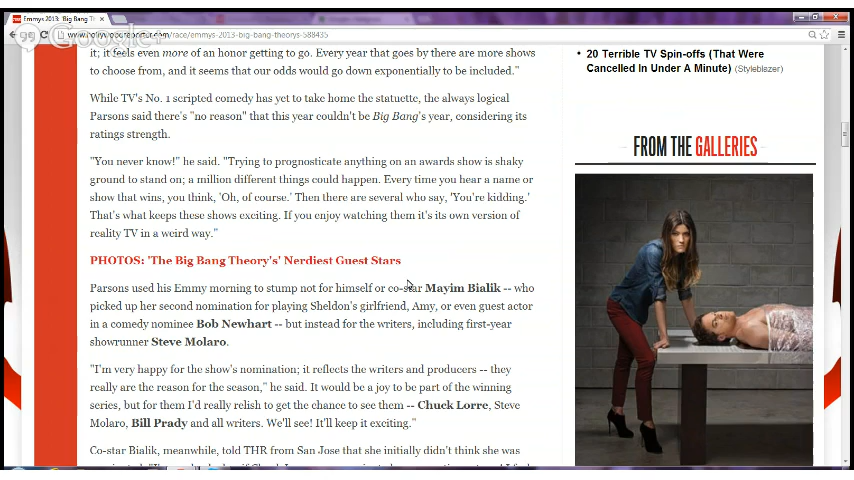 Emmys 2013: 'Big Bang Th
Google+
www.hollywoodreporter.com/race/emmys-2013-big-bang-theorys-588435
it; it feels even more of an honor getting to go. Every year that goes by there are more shows
to choose from, and it seems that our odds would go down exponentially to be included."
While TV's No. 1 scripted comedy has yet to take home the statuette, the always logical
Parsons said there's "no reason" that this year couldn't be Big Bang's year, considering its
ratings strength.
"You never know!" he said. "Trying to prognosticate anything on an awards show is shaky
ground to stand on; a million different things could happen. Every time you hear a name or
show that wins, you think, 'Oh, of course.' Then there are several who say, 'You're kidding.'
That's what keeps these shows exciting. If you enjoy watching them it's its own version of
reality TV in a weird way."
PHOTOS: 'The Big Bang Theory's' Nerdiest Guest Stars
Parsons used his Emmy morning to stump not for himself or co-star Mayim Bialik -- who
picked up her second nomination for playing Sheldon's girlfriend, Amy, or even guest actor
in a comedy nominee Bob Newhart -- but instead for the writers, including first-year
showrunner Steve Molaro.
"I'm very happy for the show's nomination; it reflects the writers and producers -- they
really are the reason for the season," he said. It would be a joy to be part of the winning
series, but for them I'd really relish to get the chance to see them -- Chuck Lorre, Steve
Molaro, Bill Prady and all writers. We'll see! It'll keep it exciting."
Co-star Bialik, meanwhile, told THR from San Jose that she initially didn't think she was
• 20 Terrible TV Spin-offs (That Were
Cancelled In Under A Minute) (Styleblazer)
FROM THE GALLERIES